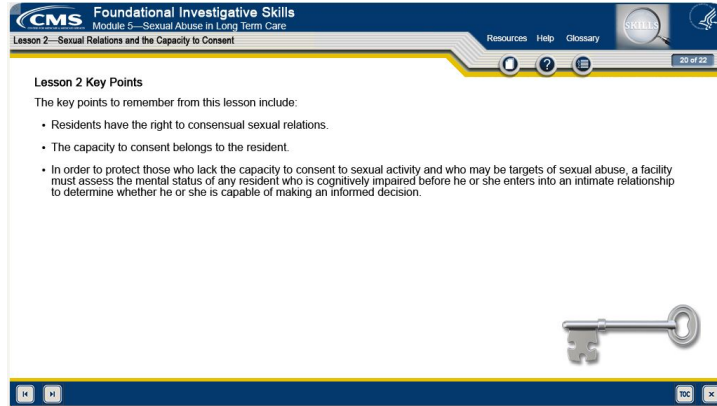 CMS
Foundational Investigative Skills
Module 5—Sexual Abuse in Long Term Care
SKILLS
Lesson 2—Sexual Relations and the Capacity to Consent
Resources Help Glossary
20 of 22
Lesson 2 Key Points
The key points to remember from this lesson include:
• Residents have the right to consensual sexual relations.
• The capacity to consent belongs to the resident.
• In order to protect those who lack the capacity to consent to sexual activity and who may be targets of sexual abuse, a facility
must assess the mental status of any resident who is cognitively impaired before he or she enters into an intimate relationship
to determine whether he or she is capable of making an informed decision.
TOC